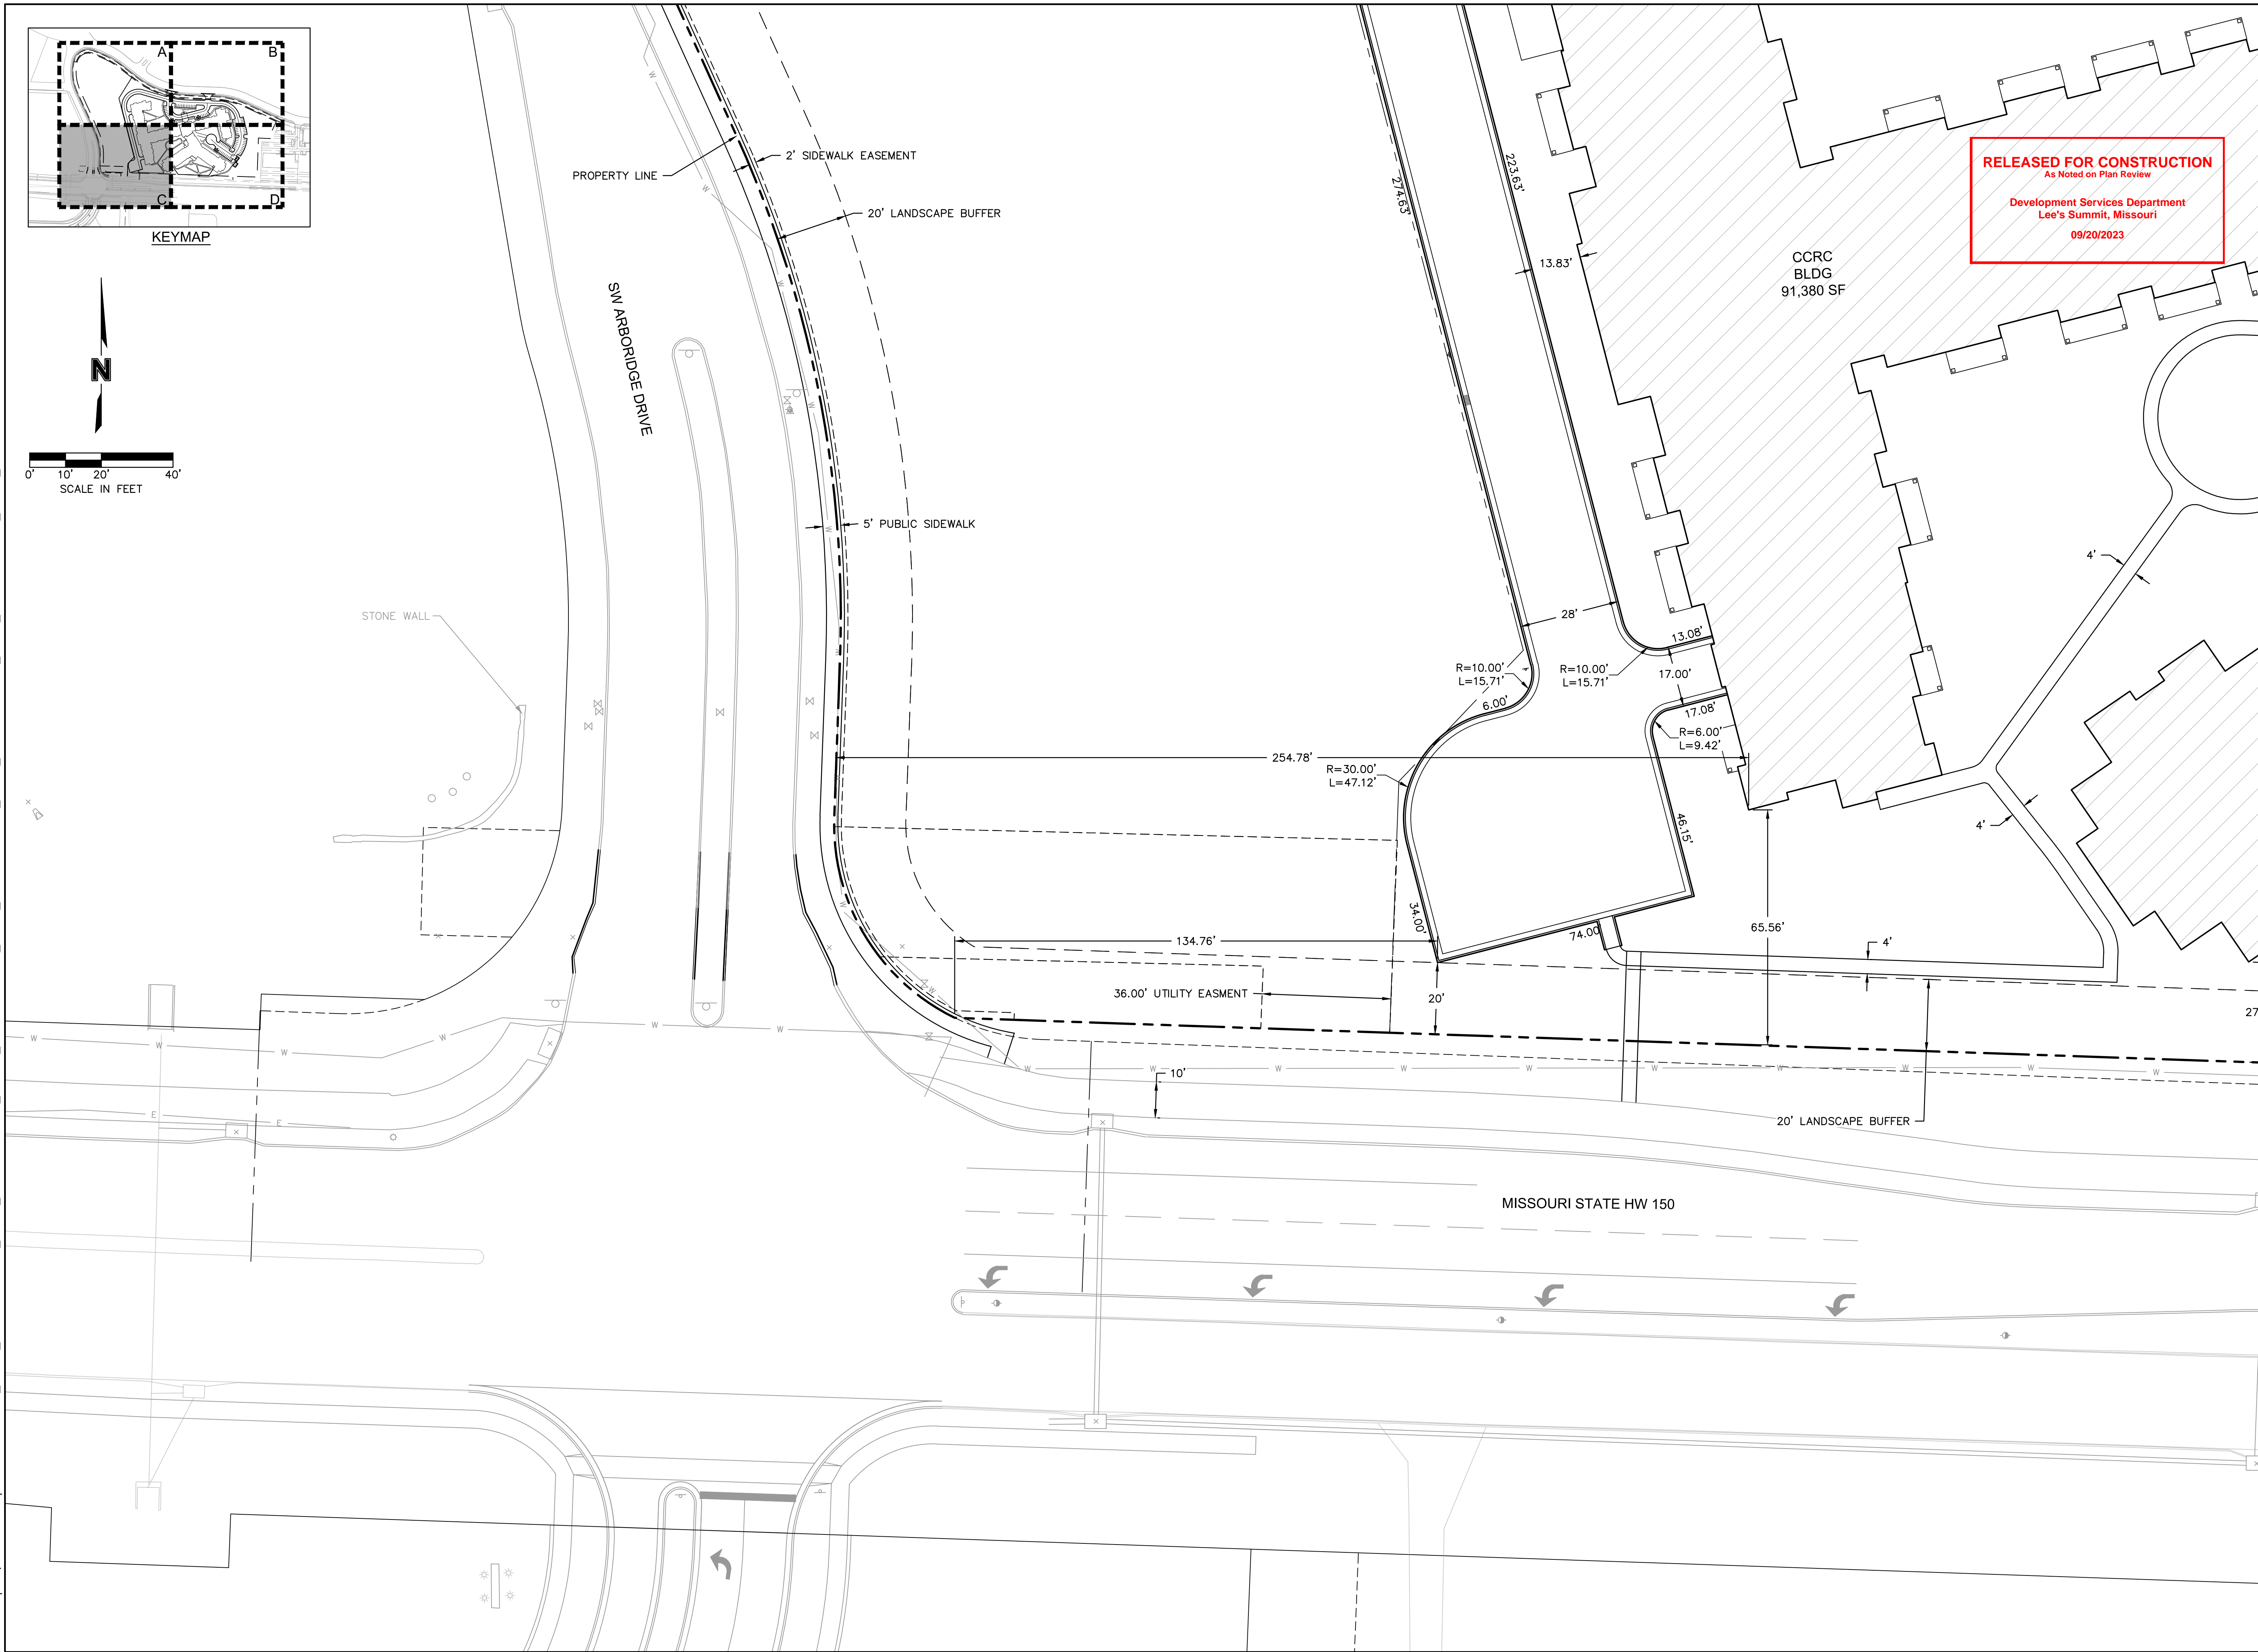 A
B
C
D
KEYMAP
N
0' 10' 20' 40'
SCALE IN FEET
PROPERTY LINE
2' SIDEWALK EASEMENT
20' LANDSCAPE BUFFER
SW ARBORIDGE DRIVE
5' PUBLIC SIDEWALK
STONE WALL
274.63'
223.63'
13.83'
RELEASED FOR CONSTRUCTION
As Noted on Plan Review
Development Services Department
Lee's Summit, Missouri
09/20/2023
CCRC
BLDG
91,380 SF
4'
28'
13.08'
R=10.00'
L=15.71'
R=10.00'
L=15.71'
17.00'
6.00'
17.08'
R=6.00'
L=9.42'
254.78'
R=30.00'
L=47.12'
46.15'
4'
34.00'
74.00
65.56'
134.76'
4'
36.00' UTILITY EASMENT
20'
27
10'
20' LANDSCAPE BUFFER
W W W W W W W
W W W W W W W W W W
E E
MISSOURI STATE HW 150